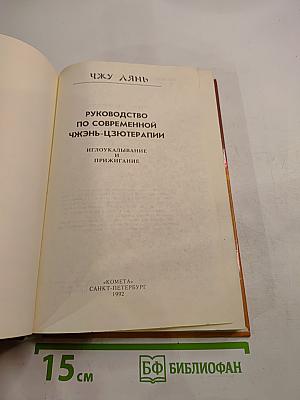 ЧЖУ ЛЯНЬ
РУКОВОДСТВО
ПО СОВРЕМЕННОЙ
ЧЖЭНЬ-ЦЗЮТЕРАПИИ
ИГЛОУКАЛЫВАНИЕ
И
ПРИЖИГАНИЕ
«КОМЕТА»
САНКТ-ПЕТЕРБУРГ
1992
15 см
БФ БИБЛИОФАН